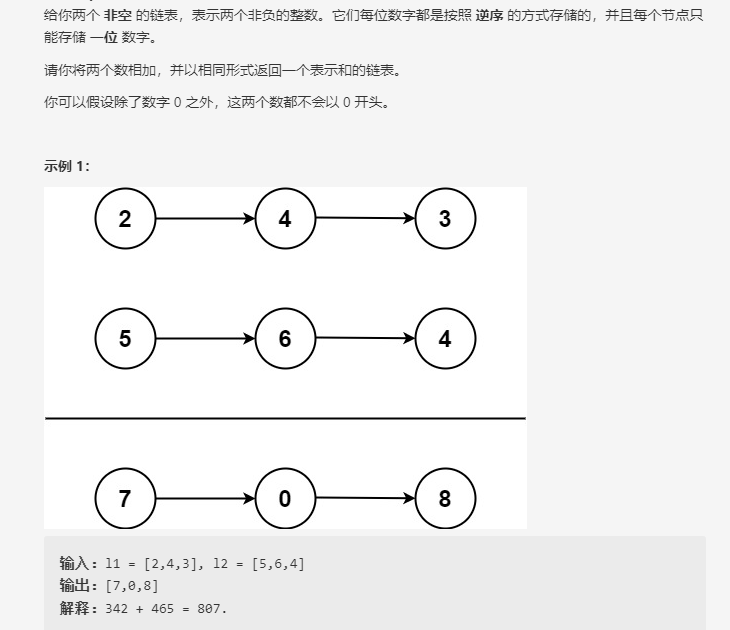 给你两个 非空 的链表，表示两个非负的整数。它们每位数字都是按照 逆序 的方式存储的，并且每个节点只
能存储 一位 数字。
请你将两个数相加，并以相同形式返回一个表示和的链表。
你可以假设除了数字 0 之外，这两个数都不会以 0 开头。
示例 1：
2 4 3
5 6 4
7 0 8
输入：l1 = [2,4,3], l2 = [5,6,4]
输出：[7,0,8]
解释：342 + 465 = 807.